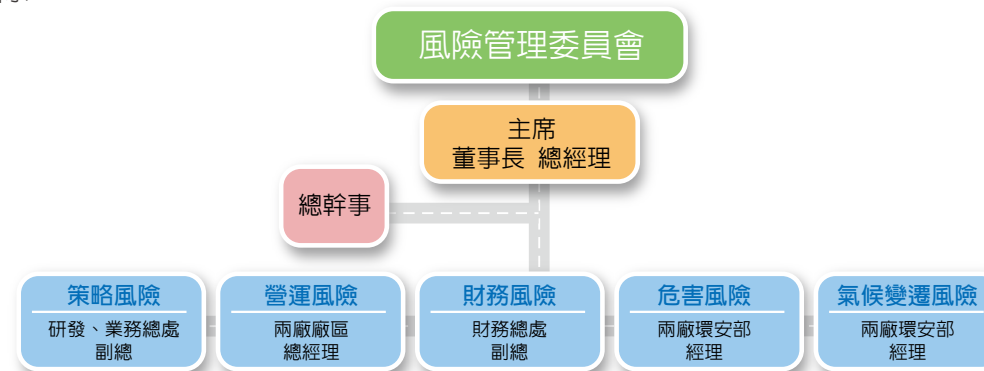 風險管理委員會
主席
董事長 總經理
總幹事
策略風險
研發、業務總處
副總
營運風險
兩廠廠區
總經理
財務風險
財務總處
副總
危害風險
兩廠環安部
經理
氣候變遷風險
兩廠環安部
經理